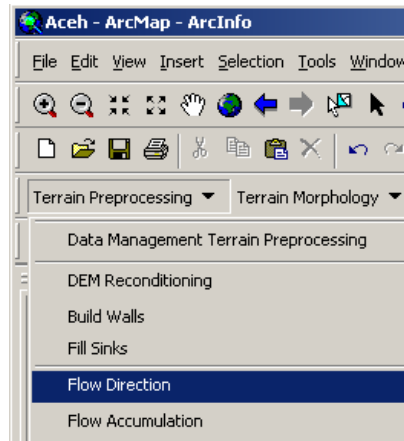 Aceh - ArcMap - ArcInfo
File Edit View Insert Selection Tools Window
Terrain Preprocessing Terrain Morphology
Data Management Terrain Preprocessing
DEM Reconditioning
Build Walls
Fill Sinks
Flow Direction
Flow Accumulation